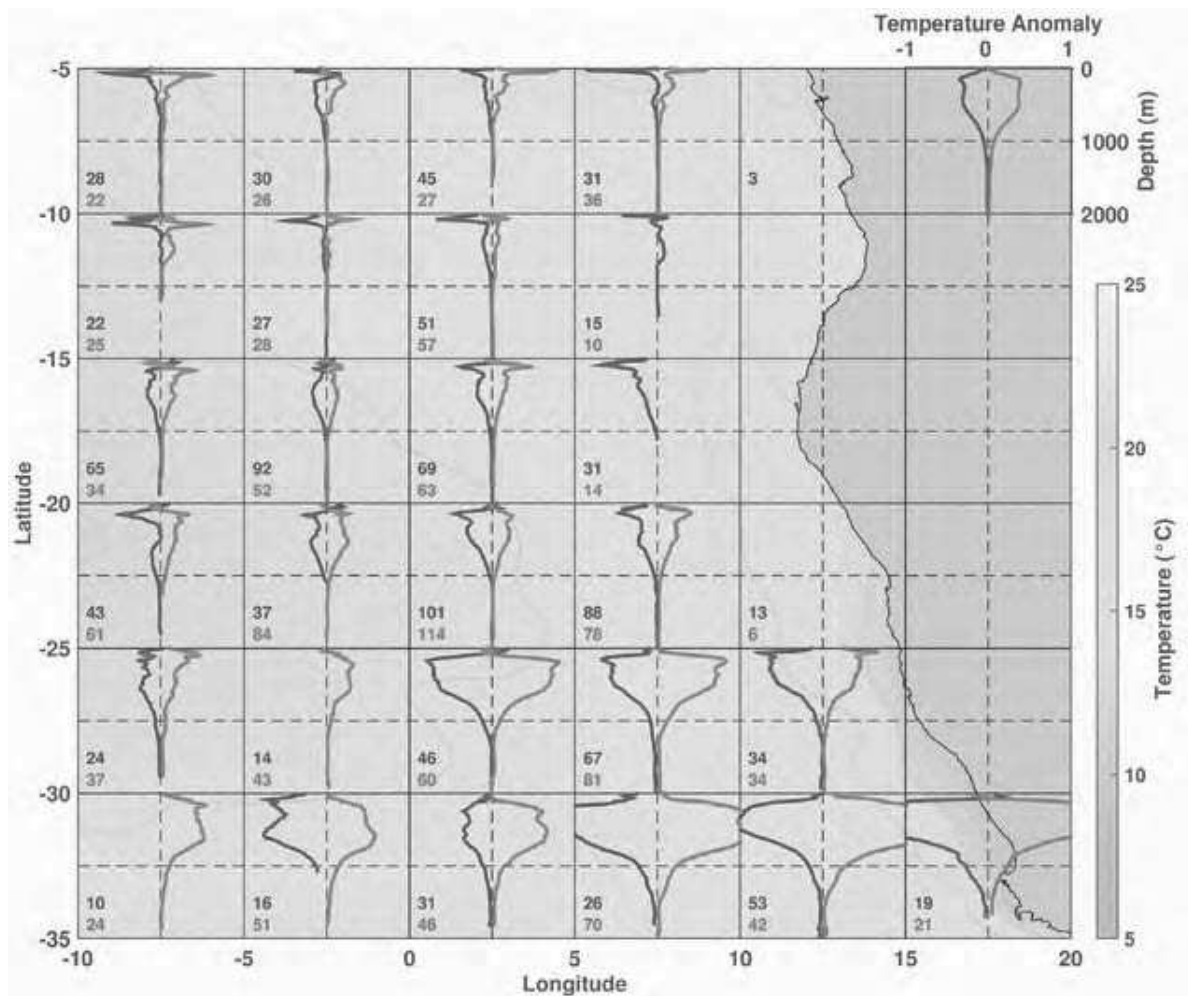 Temperature Anomaly
-1 0 1
-5 0
1000
28 30 45 31 3
22 26 27 36
-10 2000
Depth (m)
22 27 51 15
25 28 57 10
25
-15
65 92 69 31
34 52 63 14
20
-20
43 37 101 88 13
61 84 114 78 6
15
-25
24 14 46 67 34
37 43 60 81 34
10
-30
10 16 31 26 53 19
24 51 46 70 42 21
-35 5
-10 -5 0 5 10 15 20
Longitude
Latitude
Temperature (°C)